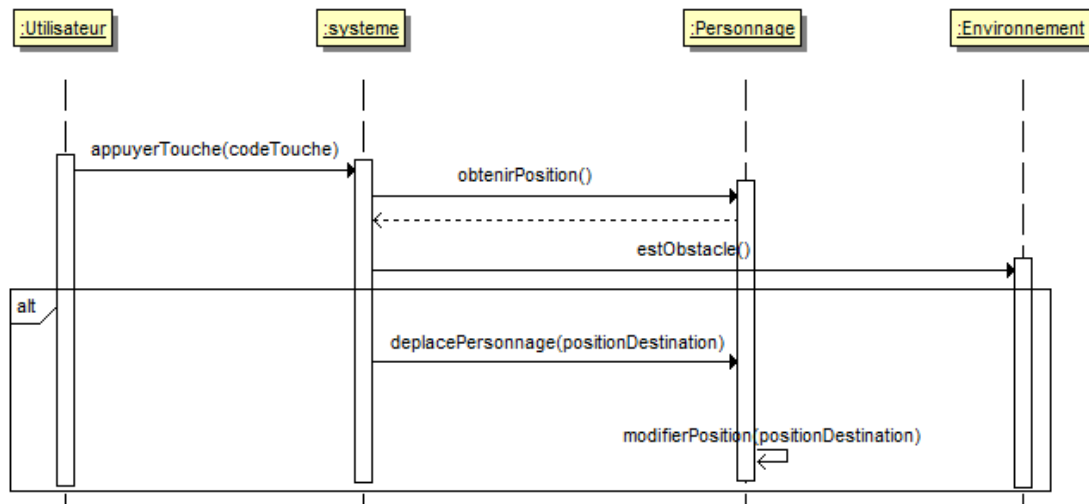 :Utilisateur
:systeme
:Personnage
:Environnement
appuyerTouche(codeTouche)
obtenirPosition()
estObstacle()
alt
deplacePersonnage(positionDestination)
modifierPosition(positionDestination)